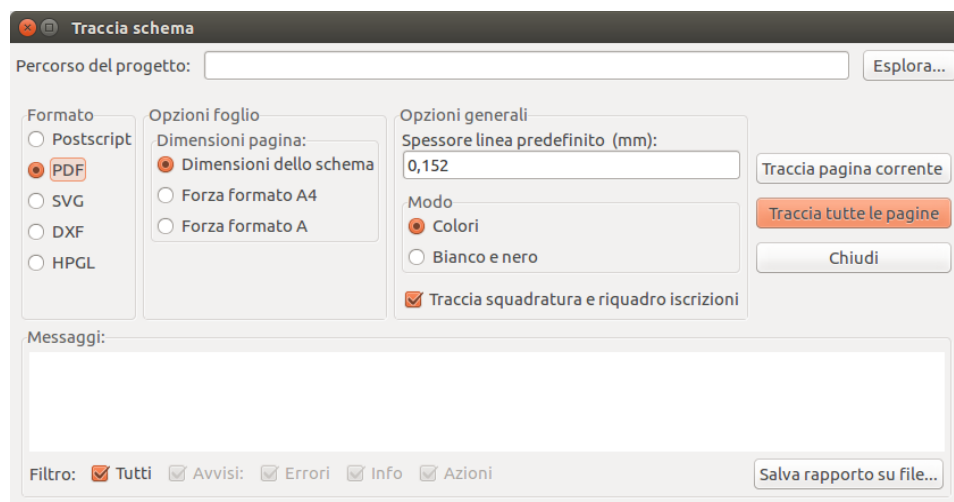 Traccia schema
Percorso del progetto:
Esplora...
Formato
Postscript
PDF
SVG
DXF
HPGL
Opzioni foglio
Dimensioni pagina:
Dimensioni dello schema
Forza formato A4
Forza formato A
Opzioni generali
Spessore linea predefinito (mm):
0,152
Modo
Colori
Bianco e nero
Traccia squadratura e riquadro iscrizioni
Traccia pagina corrente
Traccia tutte le pagine
Chiudi
Messaggi:
Filtro: Tutti Avvisi: Errori Info Azioni
Salva rapporto su file...